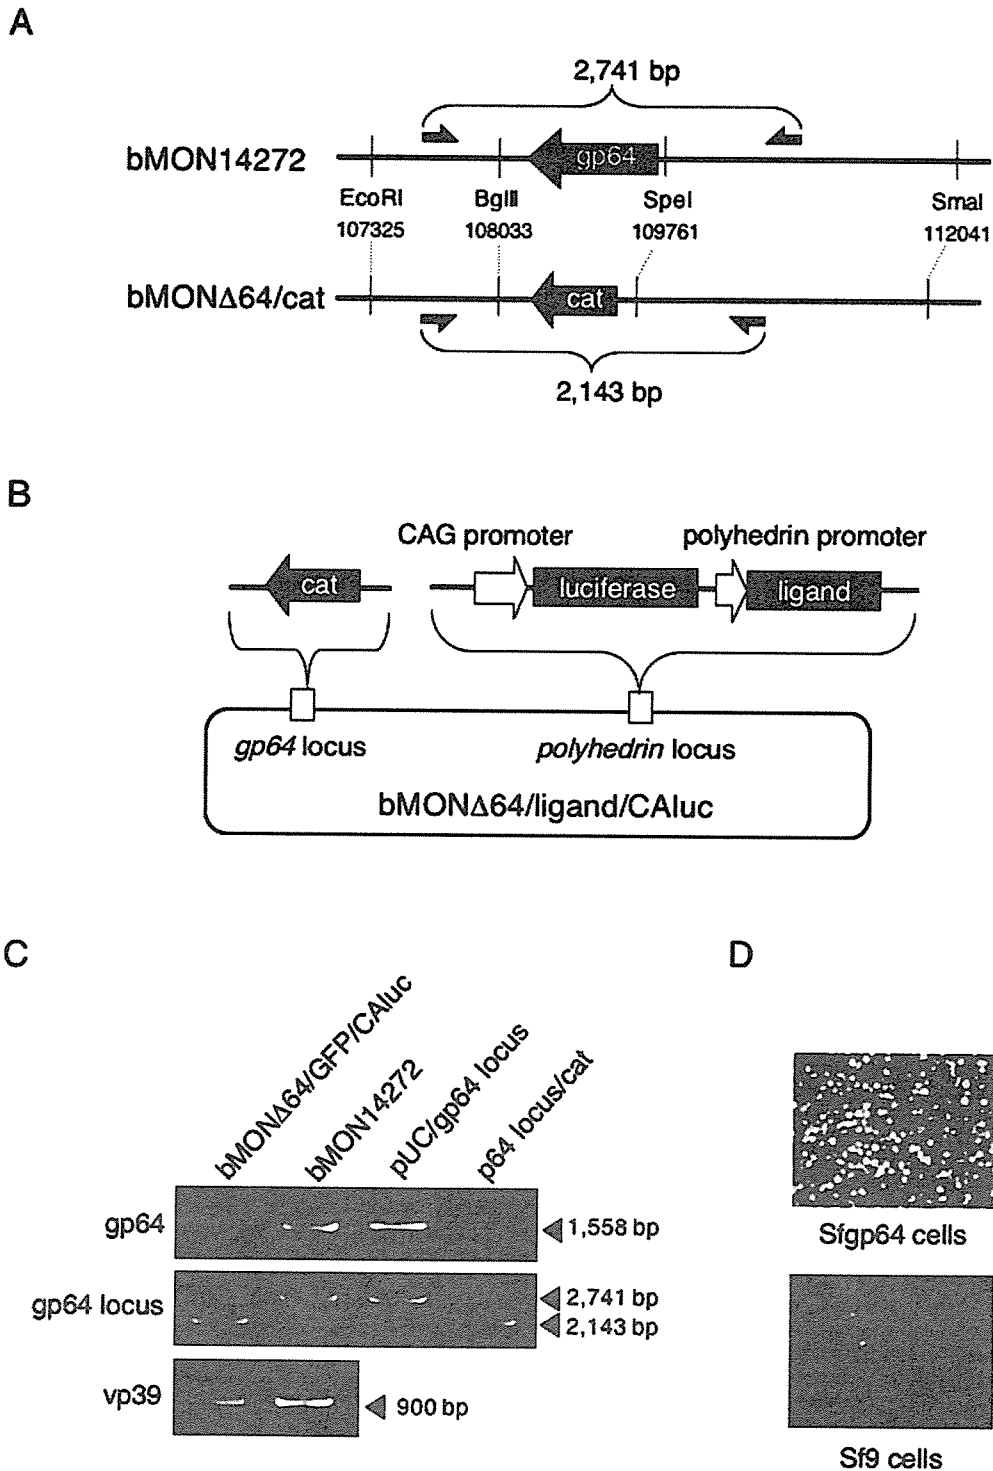 A
2,741 bp
bMON14272
gp64
EcoRI
BglII
SpeI
SmaI
107325
108033
109761
112041
bMONΔ64/cat
cat
2,143 bp
B
CAG promoter
polyhedrin promoter
cat
luciferase
ligand
gp64 locus
polyhedrin locus
bMONΔ64/ligand/CAluc
C
D
bMONΔ64/GFP/CAluc
bMON14272
pUC/gp64 locus
p64 locus/cat
gp64
1,558 bp
gp64 locus
2,741 bp
2,143 bp
vp39
900 bp
Sfgp64 cells
Sf9 cells